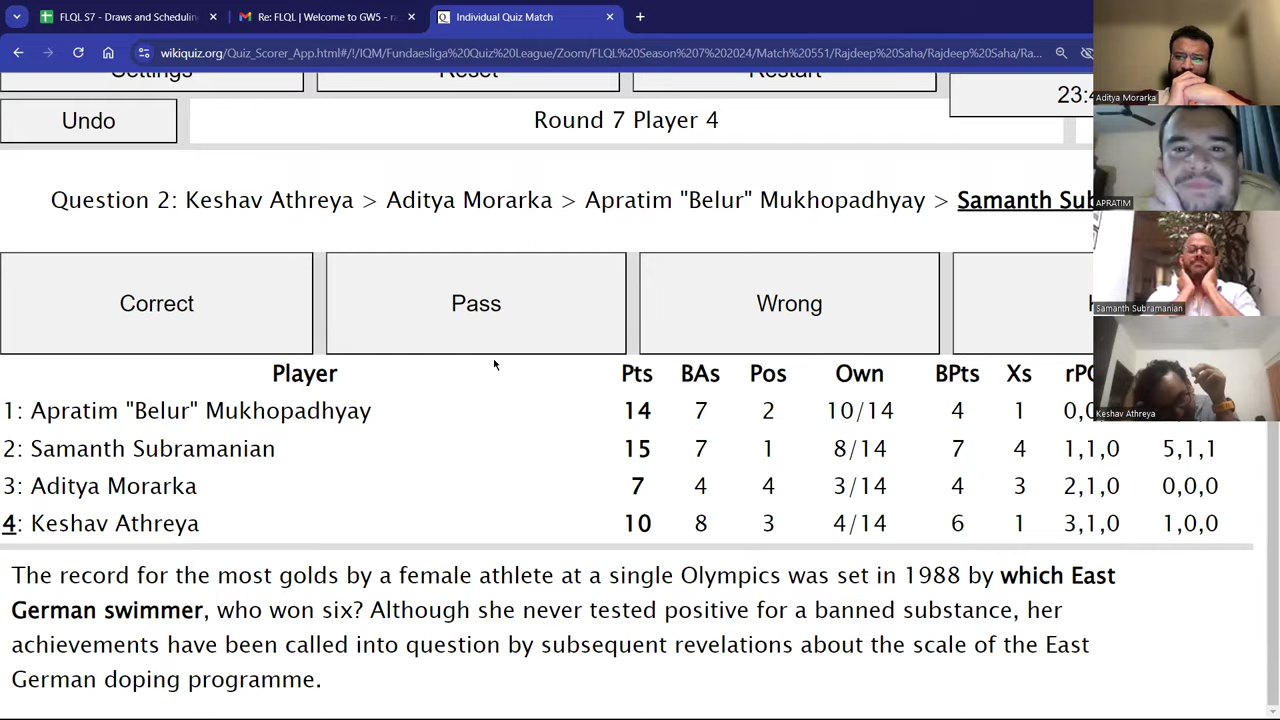 FLQL S7 - Draws and Schedulin
Re: FLQL | Welcome to GW5 - ra
Individual Quiz Match
wikiquiz.org/Quiz_Scorer_App.html#/!/IQM/Fundaesliga%20Quiz%20League/Zoom/FLQL%20Season%207%202024/Match%20551/Rajdeep%20Saha/Rajdeep%20Saha/Ra...
Settings Reset Restart
23:4
Undo Round 7 Player 4
Question 2: Keshav Athreya > Aditya Morarka > Apratim "Belur" Mukhopadhyay > Samanth Sub
Correct Pass Wrong
Player Pts BAs Pos Own BPts Xs rPO
1: Apratim "Belur" Mukhopadhyay 14 7 2 10/14 4 1 0,0
2: Samanth Subramanian 15 7 1 8/14 7 4 1,1,0 5,1,1
3: Aditya Morarka 7 4 4 3/14 4 3 2,1,0 0,0,0
4: Keshav Athreya 10 8 3 4/14 6 1 3,1,0 1,0,0
The record for the most golds by a female athlete at a single Olympics was set in 1988 by which East
German swimmer, who won six? Although she never tested positive for a banned substance, her
achievements have been called into question by subsequent revelations about the scale of the East
German doping programme.
Aditya Morarka
APRATIM
Samanth Subramanian
Keshav Athreya